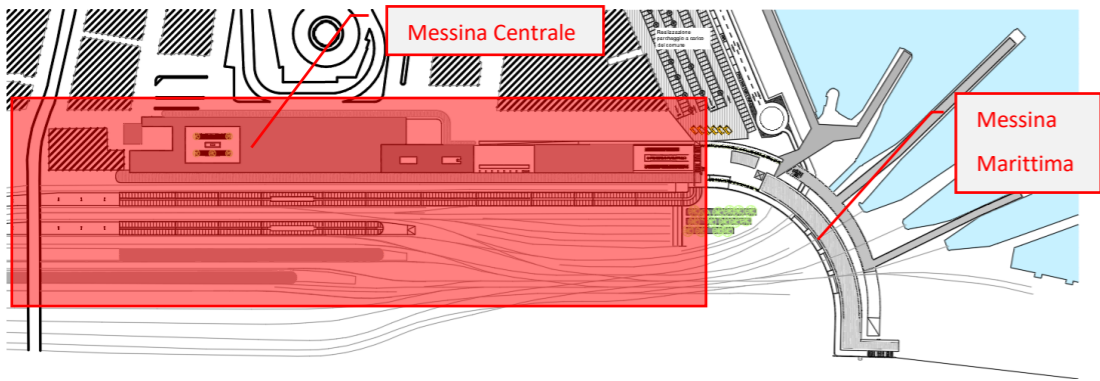 Messina Centrale
Realizzazione
parcheggio a carico
del comune
Messina
Marittima